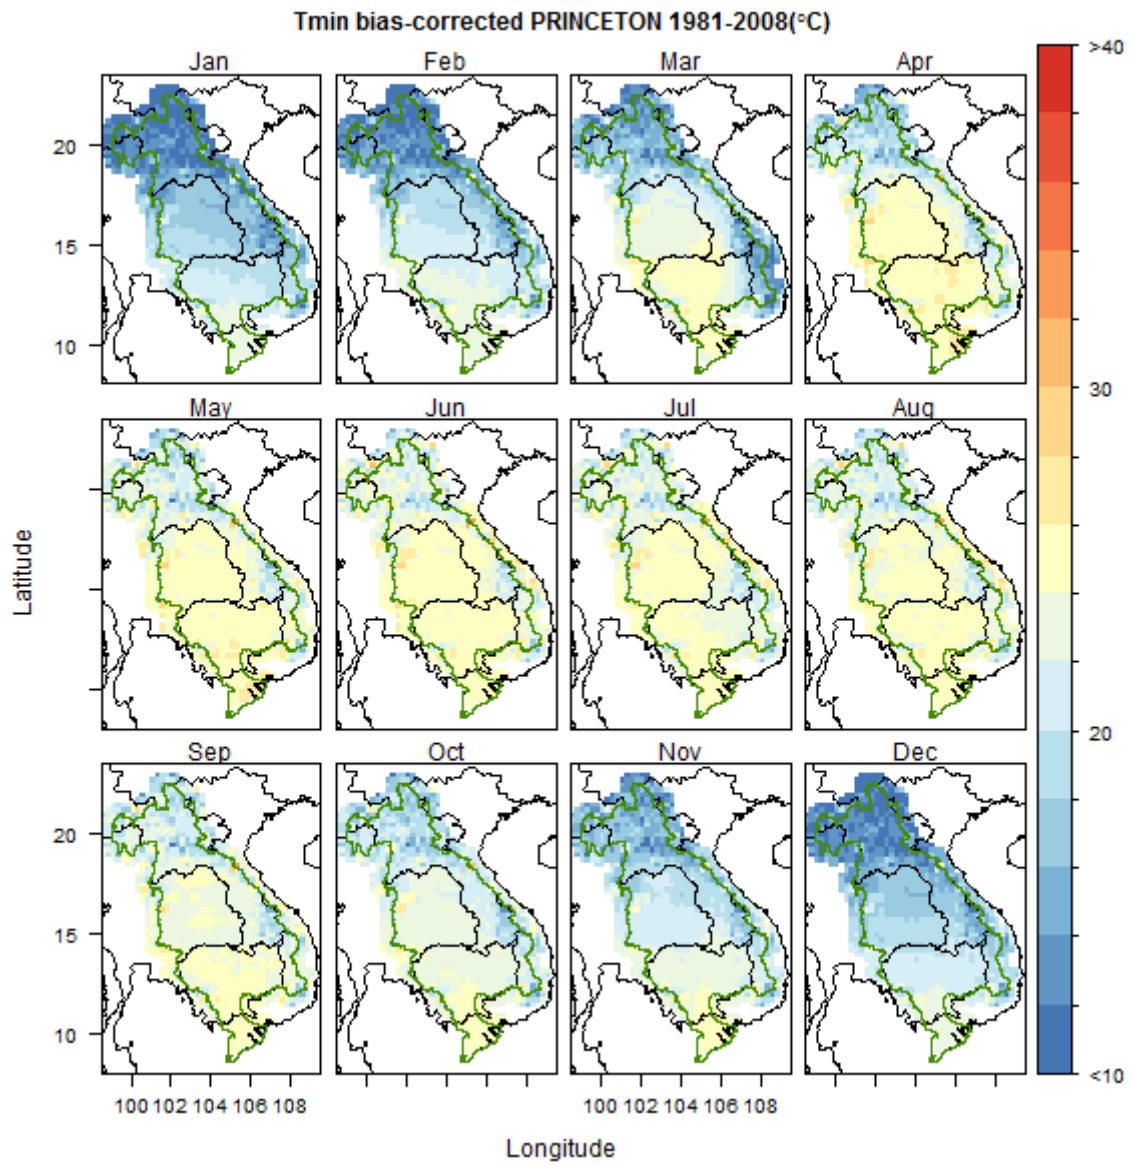 Tmin bias-corrected PRINCETON 1981-2008(°C)
Jan Feb Mar Apr
>40
20
15
10
30
May Jun Jul Aug
Latitude
20
Sep Oct Nov Dec
20
15
10
<10
100 102 104 106 108 100 102 104 106 108
Longitude